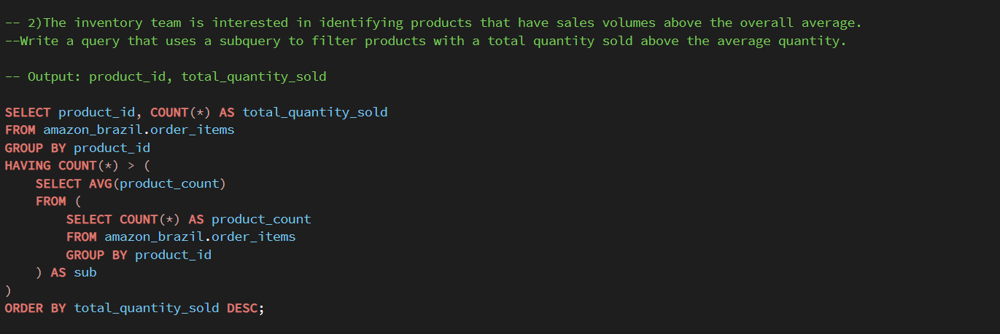 -- 2)The inventory team is interested in identifying products that have sales volumes above the overall average.
--Write a query that uses a subquery to filter products with a total quantity sold above the average quantity.
-- Output: product_id, total_quantity_sold
SELECT product_id, COUNT(*) AS total_quantity_sold
FROM amazon_brazil.order_items
GROUP BY product_id
HAVING COUNT(*) > (
    SELECT AVG(product_count)
    FROM (
        SELECT COUNT(*) AS product_count
        FROM amazon_brazil.order_items
        GROUP BY product_id
    ) AS sub
)
ORDER BY total_quantity_sold DESC;